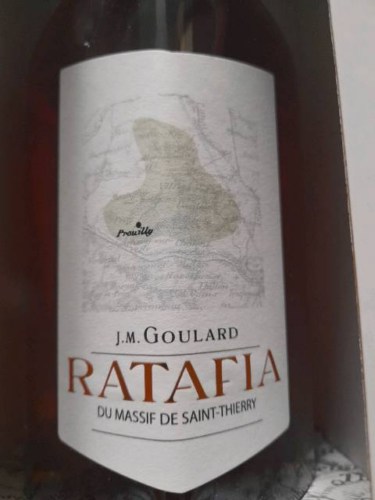 Prouilly
J.M. GOULARD
RATAFIA
DU MASSIF DE SAINT-THIERRY